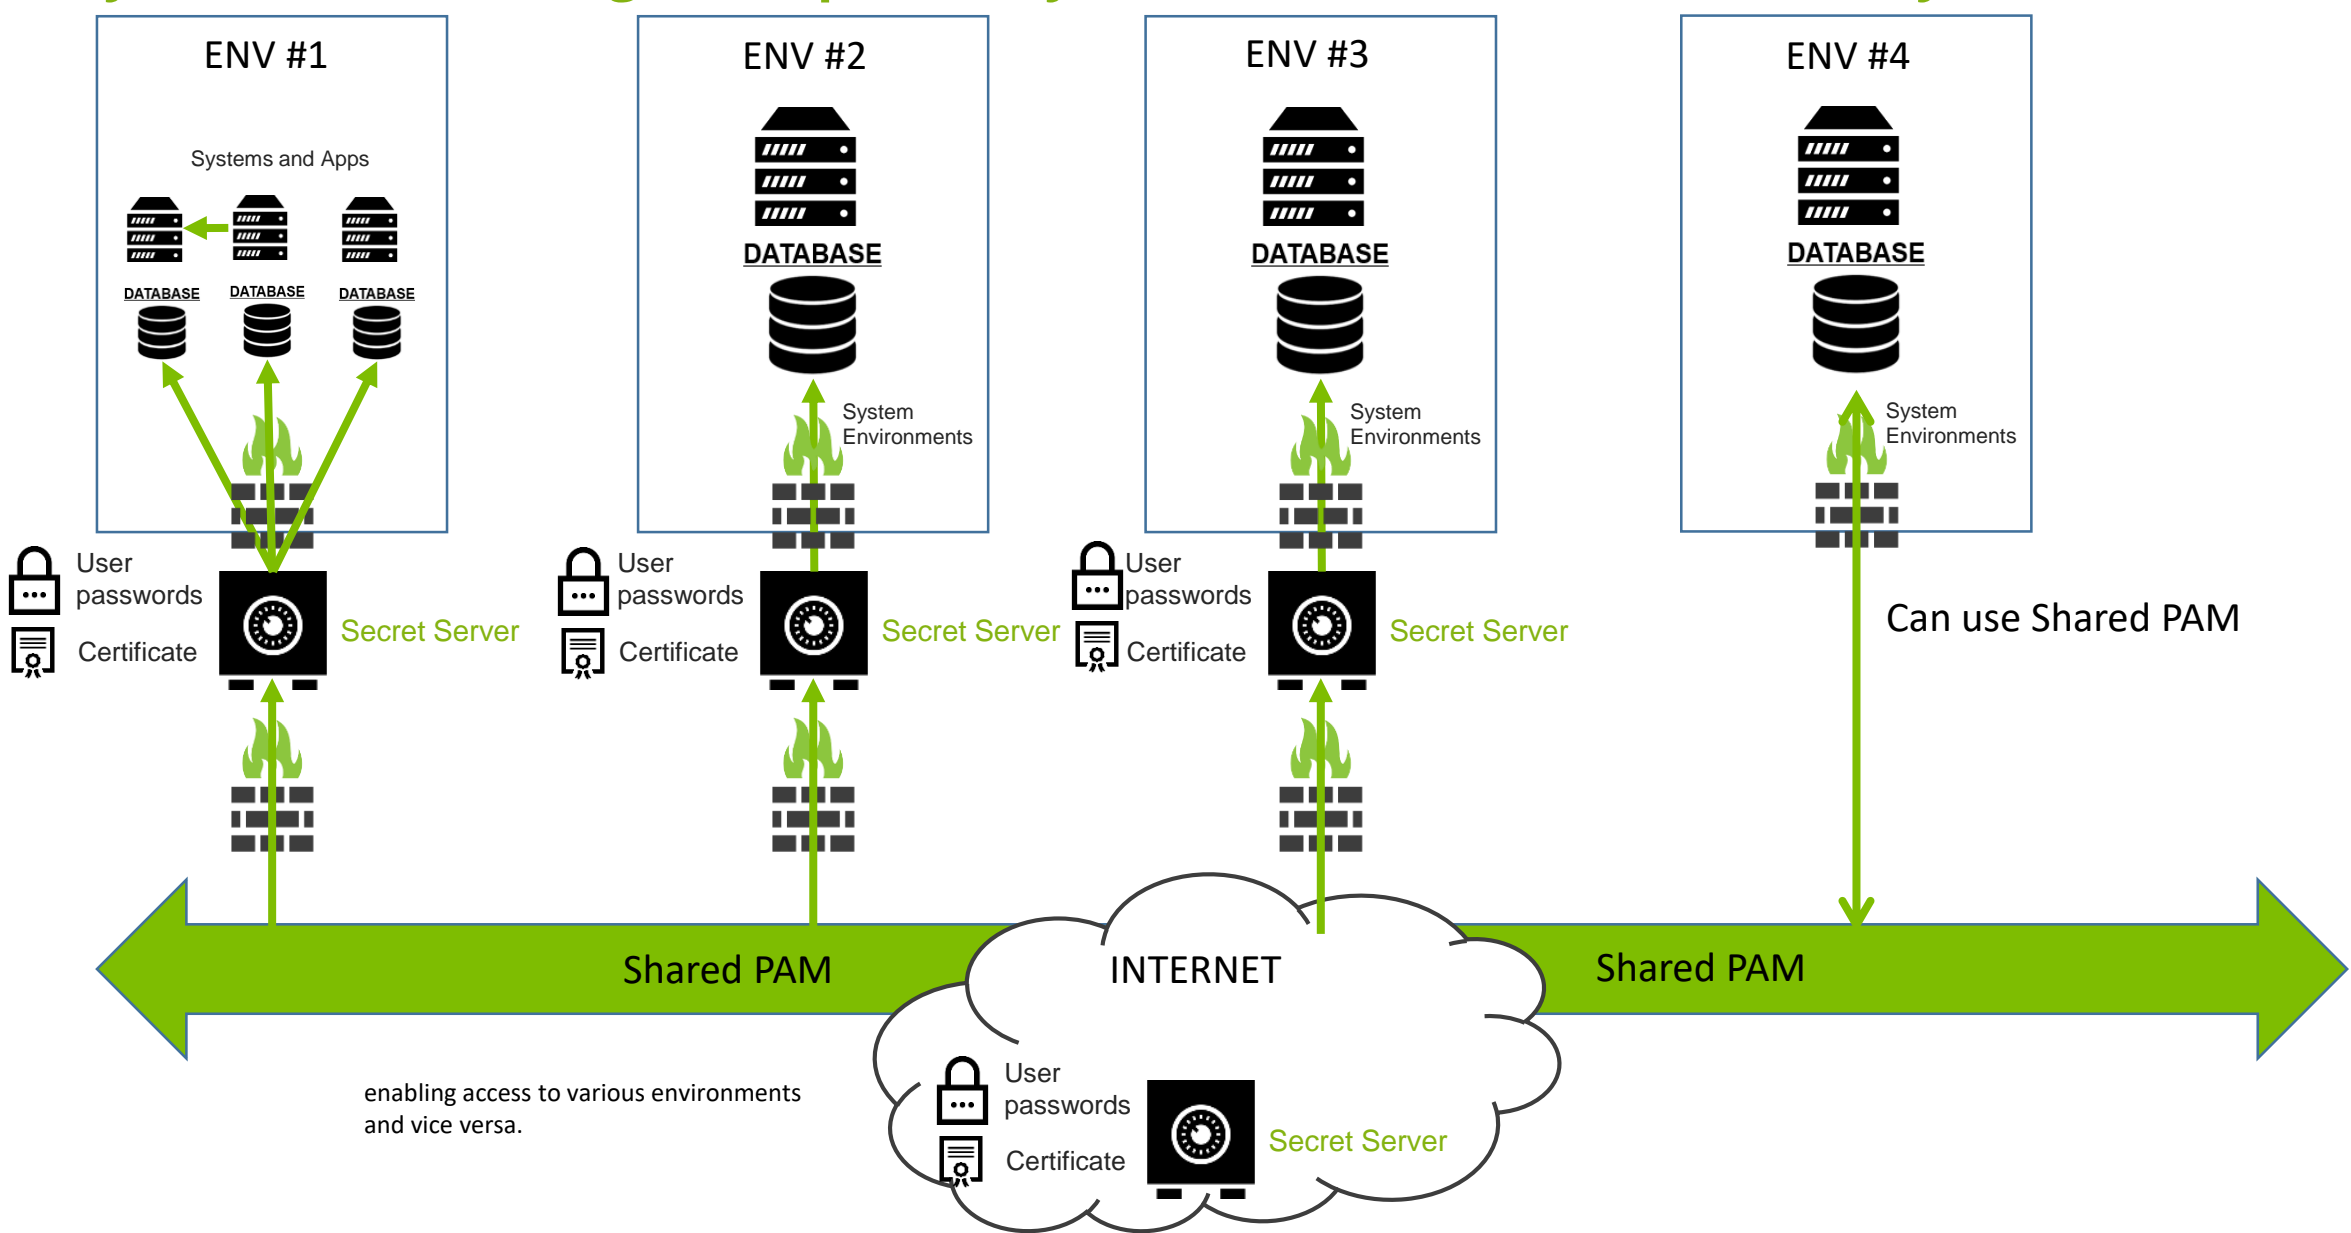 ENV #1
ENV #2
ENV #3
ENV #4
Systems and Apps
DATABASE
DATABASE
DATABASE
DATABASE
DATABASE
DATABASE
System
Environments
System
Environments
System
Environments
User
passwords
Certificate
Secret Server
User
passwords
Certificate
Secret Server
User
passwords
Certificate
Secret Server
Can use Shared PAM
Shared PAM
INTERNET
Shared PAM
enabling access to various environments
and vice versa.
User
passwords
Certificate
Secret Server